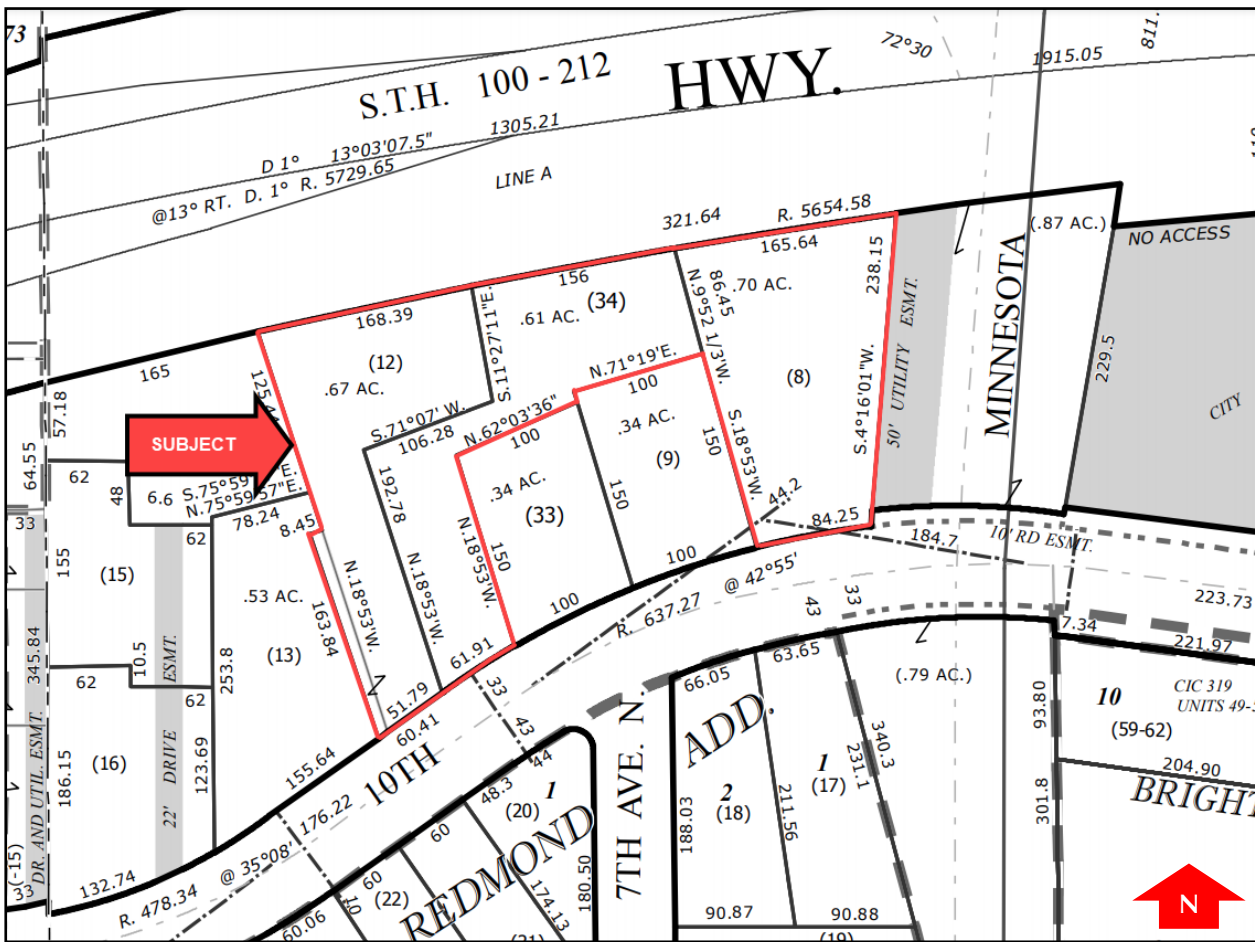 73
S.T.H. 100 - 212
HWY.
72°30
1915.05
811.
D 1° 13°03'07.5"
1305.21
@13° RT. D. 1° R. 5729.65
LINE A
321.64
R. 5654.58
165.64
238.15
(.87 AC.)
NO ACCESS
156
(34)
.61 AC.
168.39
(12)
.67 AC.
S.11°27'11"E.
N.9°52 1/3'W.
86.45
.70 AC.
(8)
S.4°16'01"W.
50' UTILITY ESMT.
MINNESOTA
229.5
CITY
165
125.44
57.18
64.55
SUBJECT
S.71°07' W.
106.28
N.62°03'36"
100
N.71°19'E.
100
.34 AC.
(9)
S.18°53'W.
150
62
48
6.6
S.75°59
E.
N.75°59'57"E.
78.24
8.45
192.78
.34 AC.
(33)
150
N.18°53'W.
150
44.2
84.25
184.7
10' RD ESMT.
33
62
155
(15)
.53 AC.
(13)
163.84
N.18°53'W.
N.18°53'W.
100
100
R. 637.27 @ 42°55'
43
33
223.73
7.34
221.97
345.84
DR. AND UTIL. ESMT.
62
10.5
62
253.8
22' DRIVE ESMT.
123.69
186.15
(16)
61.91
51.79
60.41
33
43
63.65
66.05
(.79 AC.)
93.80
10
CIC 319
UNITS 49-5
(59-62)
204.90
BRIGHT
155.64
10TH
176.22
R. 478.34 @ 35°08'
132.74
(-15)
33
44
48.3
1
(20)
60
60
(22)
10
60.06
174.13
(21)
180.50
REDMOND
ADD.
7TH AVE. N.
188.03
2
(18)
211.56
1
(17)
231.1
340.3
301.8
90.87
90.88
(19)
N